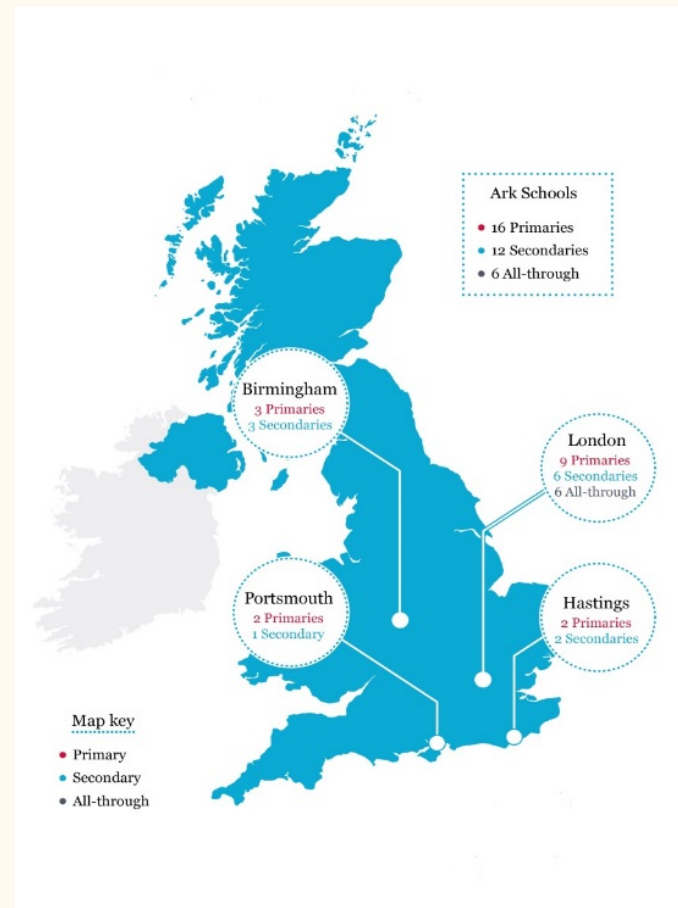 Ark Schools
16 Primaries
12 Secondaries
6 All-through
Birmingham
3 Primaries
3 Secondaries
London
9 Primaries
6 Secondaries
6 All-through
Portsmouth
2 Primaries
1 Secondary
Hastings
2 Primaries
2 Secondaries
Map key
Primary
Secondary
All-through